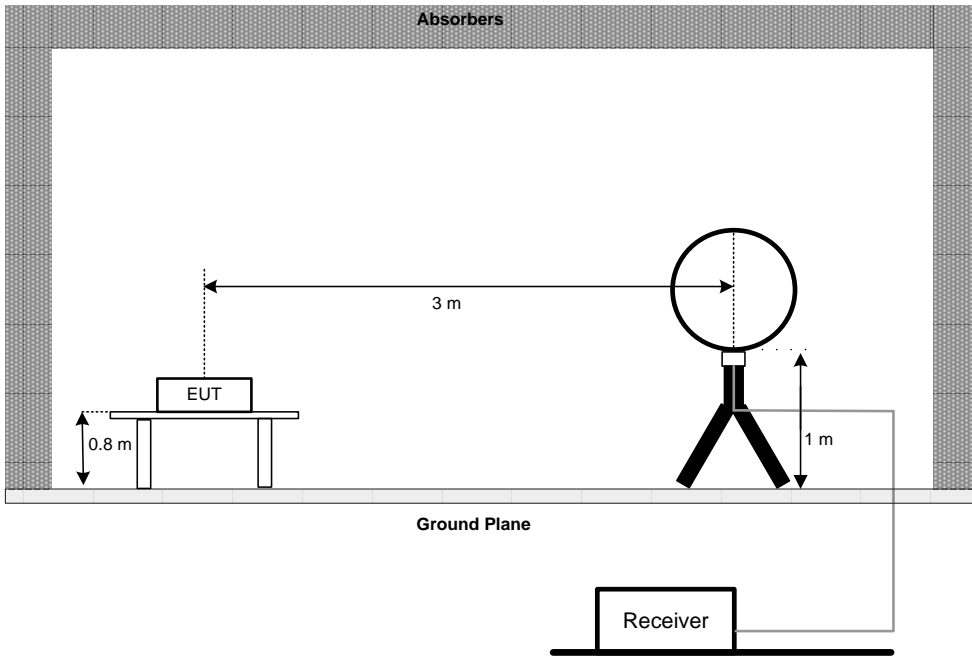 Absorbers
3 m
EUT
0.8 m
1 m
Ground Plane
Receiver